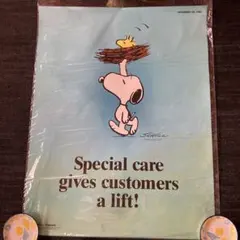 Special care
gives customers
a lift!